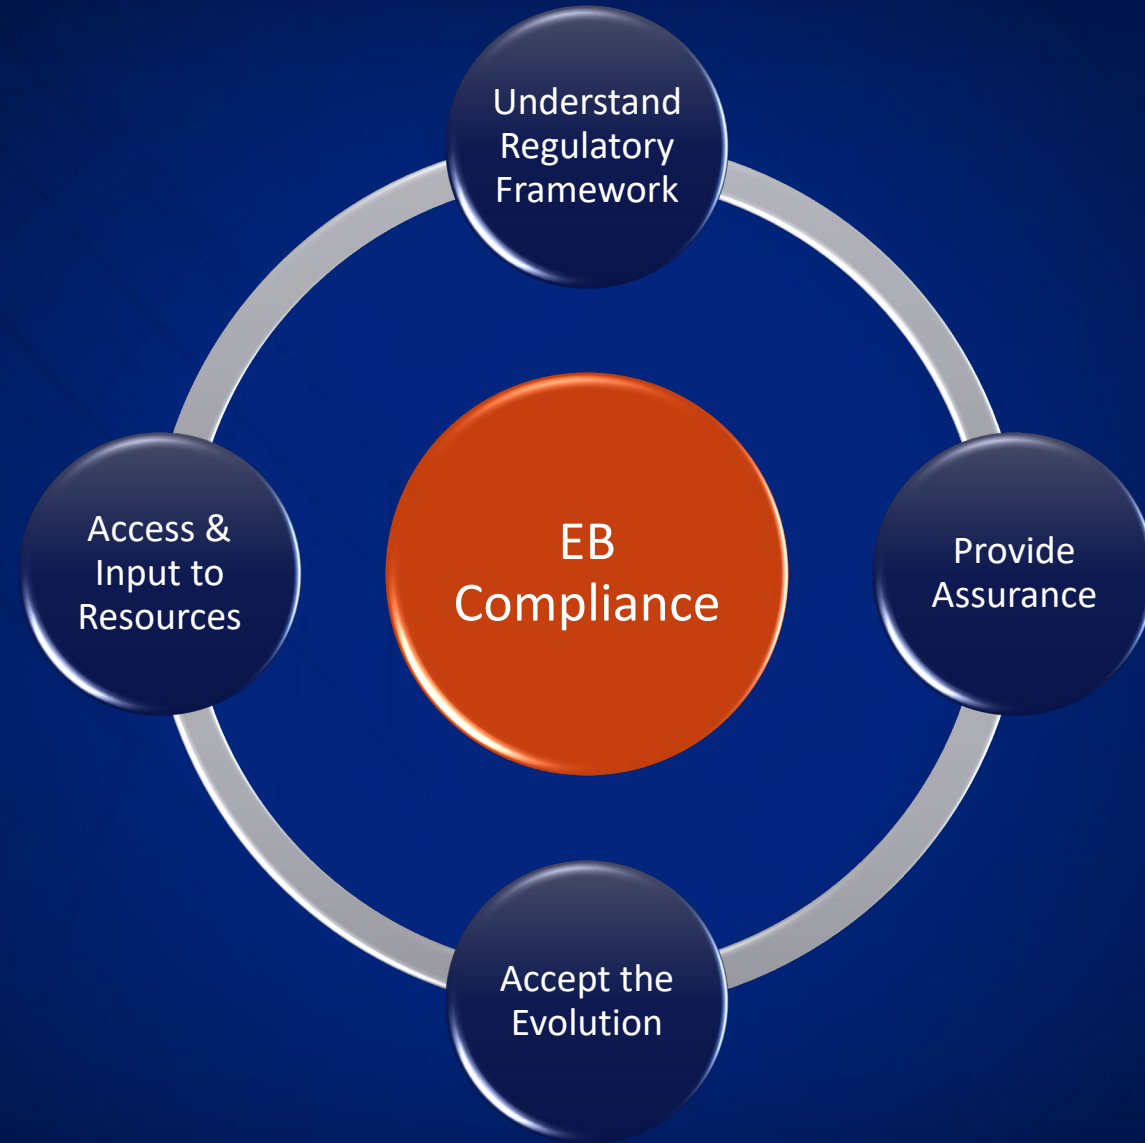 Understand
Regulatory
Framework
Access &
Input to
Resources
EB
Compliance
Provide
Assurance
Accept the
Evolution